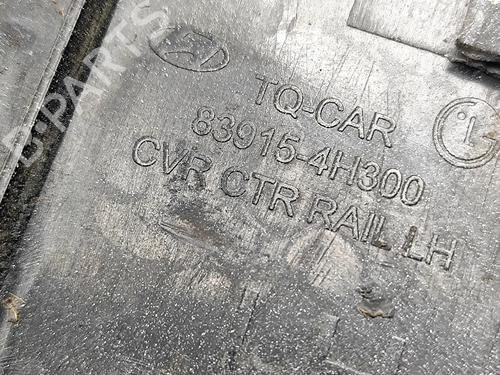 TQ-CAR
83915-4H300
CVR CTR RAIL LH
B-PARTS